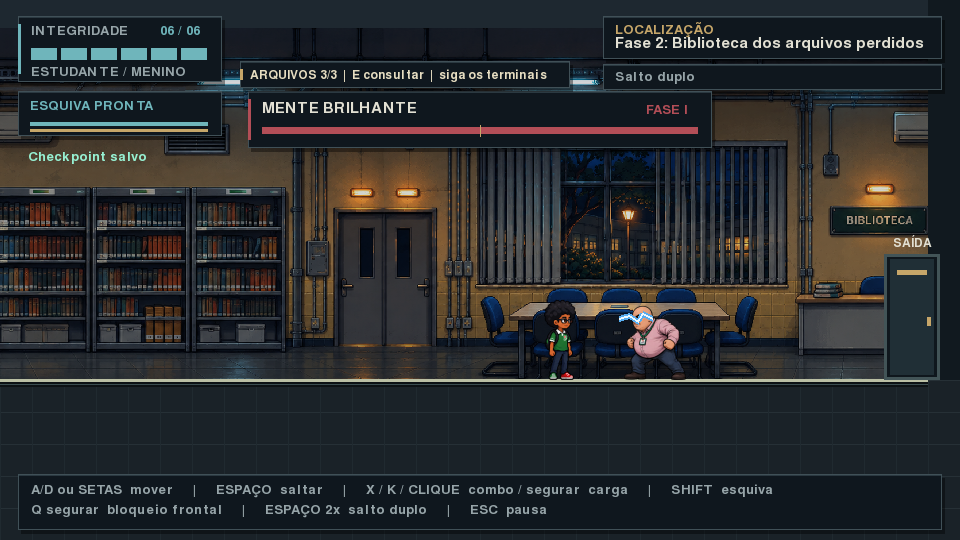 INTEGRIDADE 06 / 06
ESTUDANTE / MENINO
ESQUIVA PRONTA
Checkpoint salvo
ARQUIVOS 3/3 | E consultar | siga os terminais
MENTE BRILHANTE FASE I
LOCALIZAÇÃO
Fase 2: Biblioteca dos arquivos perdidos
Salto duplo
BIBLIOTECA
SAÍDA
A/D ou SETAS mover | ESPAÇO saltar | X / K / CLIQUE combo / segurar carga | SHIFT esquiva
Q segurar bloqueio frontal | ESPAÇO 2x salto duplo | ESC pausa